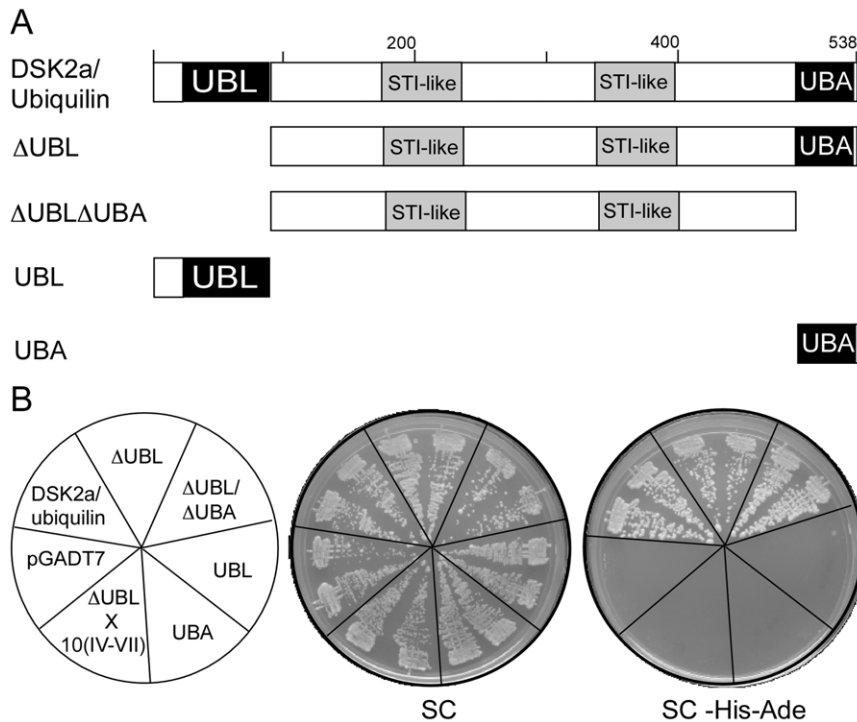 A
200 400 538
DSK2a/
Ubiquilin
UBL STI-like STI-like UBA
ΔUBL
STI-like STI-like UBA
ΔUBLΔUBA
STI-like STI-like
UBL
UBL
UBA
UBA
B
ΔUBL
DSK2a/
ubiquilin
ΔUBL/
ΔUBA
pGADT7
UBL
ΔUBL
X
10(IV-VII)
UBA
SC
SC -His-Ade